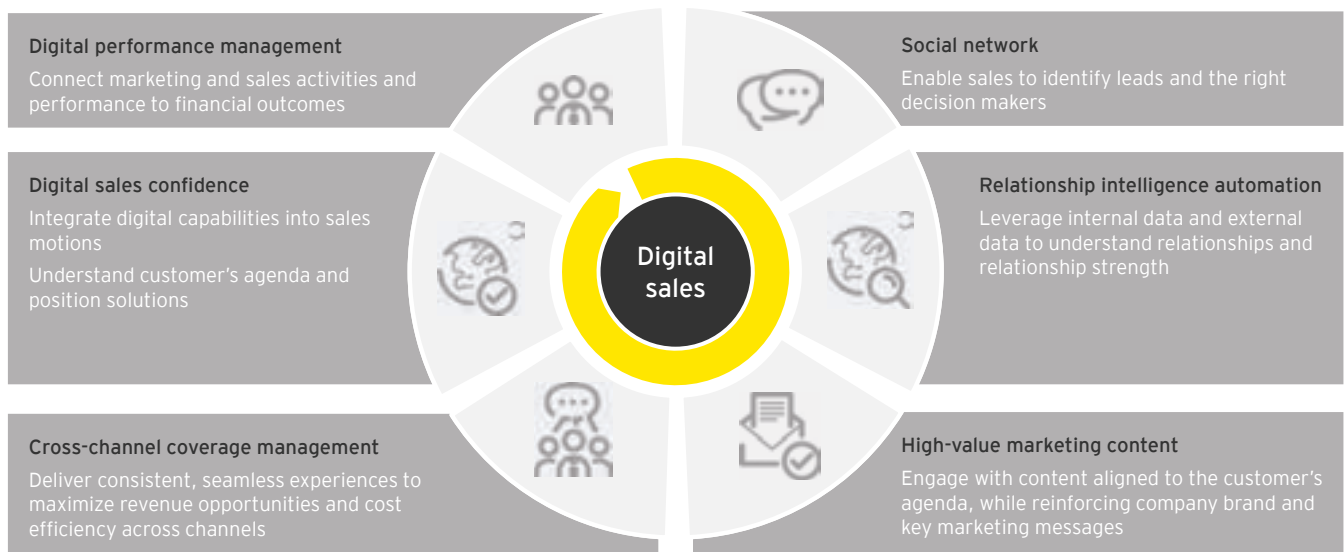 Digital performance management
Connect marketing and sales activities and
performance to financial outcomes
Social network
Enable sales to identify leads and the right
decision makers
Digital sales confidence
Integrate digital capabilities into sales
motions
Understand customer’s agenda and
position solutions
Digital
sales
Relationship intelligence automation
Leverage internal data and external
data to understand relationships and
relationship strength
Cross-channel coverage management
Deliver consistent, seamless experiences to
maximize revenue opportunities and cost
efficiency across channels
High-value marketing content
Engage with content aligned to the customer’s
agenda, while reinforcing company brand and
key marketing messages